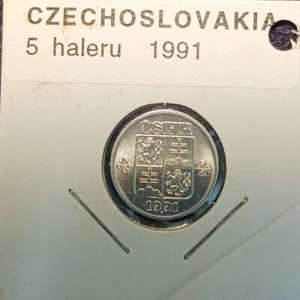 CZECHOSLOVAKIA
5 haleru 1991
ČSFR
1991